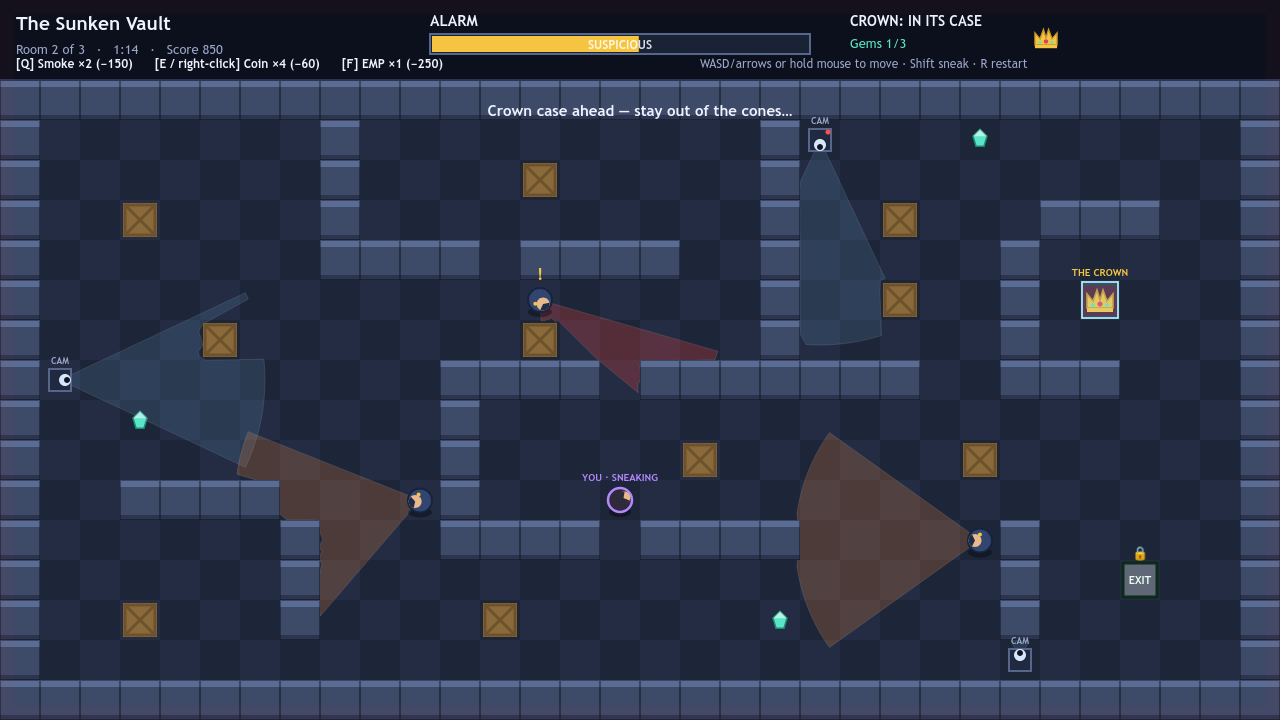 The Sunken Vault
Room 2 of 3 · 1:14 · Score 850
[Q] Smoke ×2 (−150) [E / right-click] Coin ×4 (−60) [F] EMP ×1 (−250)
ALARM
SUSPICIOUS
CROWN: IN ITS CASE
Gems 1/3
WASD/arrows or hold mouse to move · Shift sneak · R restart
Crown case ahead — stay out of the cones...
CAM
!
THE CROWN
CAM
YOU · SNEAKING
EXIT
CAM